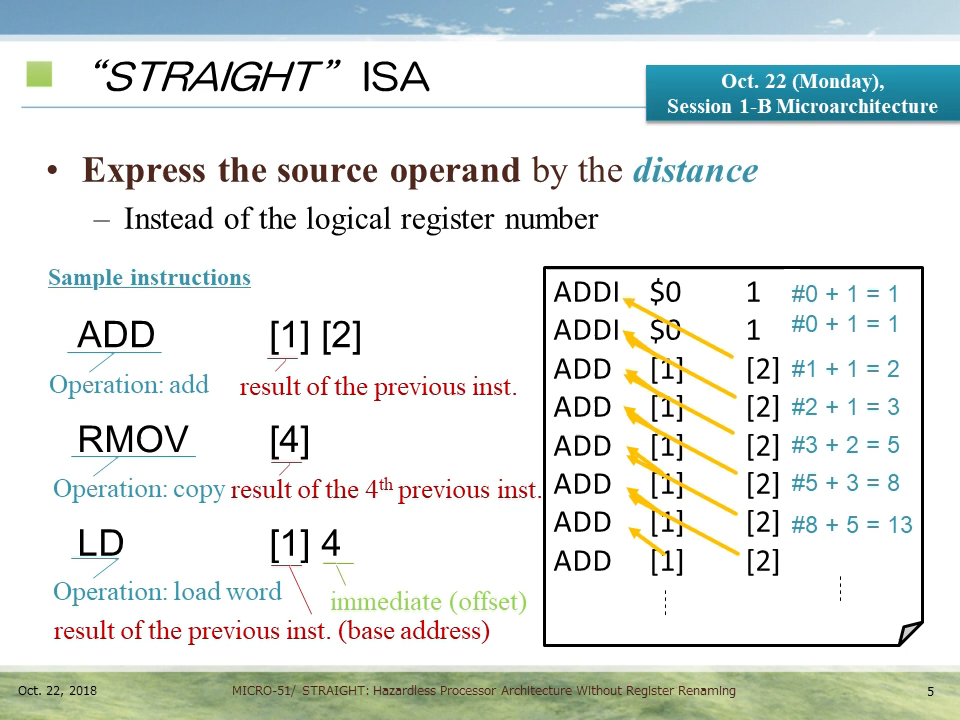 “STRAIGHT” ISA
Oct. 22 (Monday),
Session 1-B Microarchitecture
• Express the source operand by the distance
– Instead of the logical register number
Sample instructions
ADD [1] [2]
Operation: add
result of the previous inst.
RMOV [4]
Operation: copy
result of the 4th previous inst.
LD [1] 4
Operation: load word
immediate (offset)
result of the previous inst. (base address)
ADDI $0 1 #0 + 1 = 1
ADDI $0 1 #0 + 1 = 1
ADD [1] [2] #1 + 1 = 2
ADD [1] [2] #2 + 1 = 3
ADD [1] [2] #3 + 2 = 5
ADD [1] [2] #5 + 3 = 8
ADD [1] [2] #8 + 5 = 13
ADD [1] [2]
Oct. 22, 2018
MICRO-51/ STRAIGHT: Hazardless Processor Architecture Without Register Renaming
5